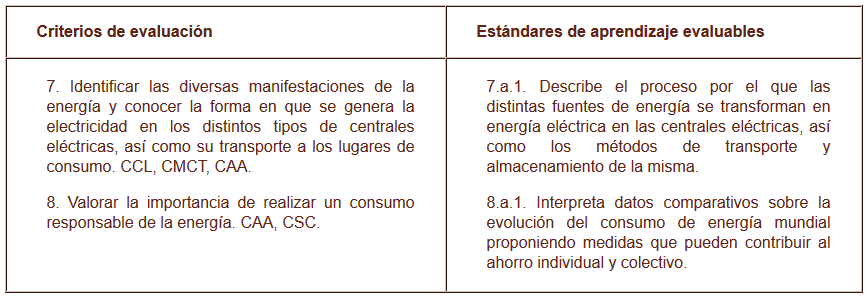 Criterios de evaluación
Estándares de aprendizaje evaluables
7. Identificar las diversas manifestaciones de la
energía y conocer la forma en que se genera la
electricidad en los distintos tipos de centrales
eléctricas, así como su transporte a los lugares de
consumo. CCL, CMCT, CAA.
8. Valorar la importancia de realizar un consumo
responsable de la energía. CAA, CSC.
7.a.1. Describe el proceso por el que las
distintas fuentes de energía se transforman en
energía eléctrica en las centrales eléctricas, así
como los métodos de transporte y
almacenamiento de la misma.
8.a.1. Interpreta datos comparativos sobre la
evolución del consumo de energía mundial
proponiendo medidas que pueden contribuir al
ahorro individual y colectivo.